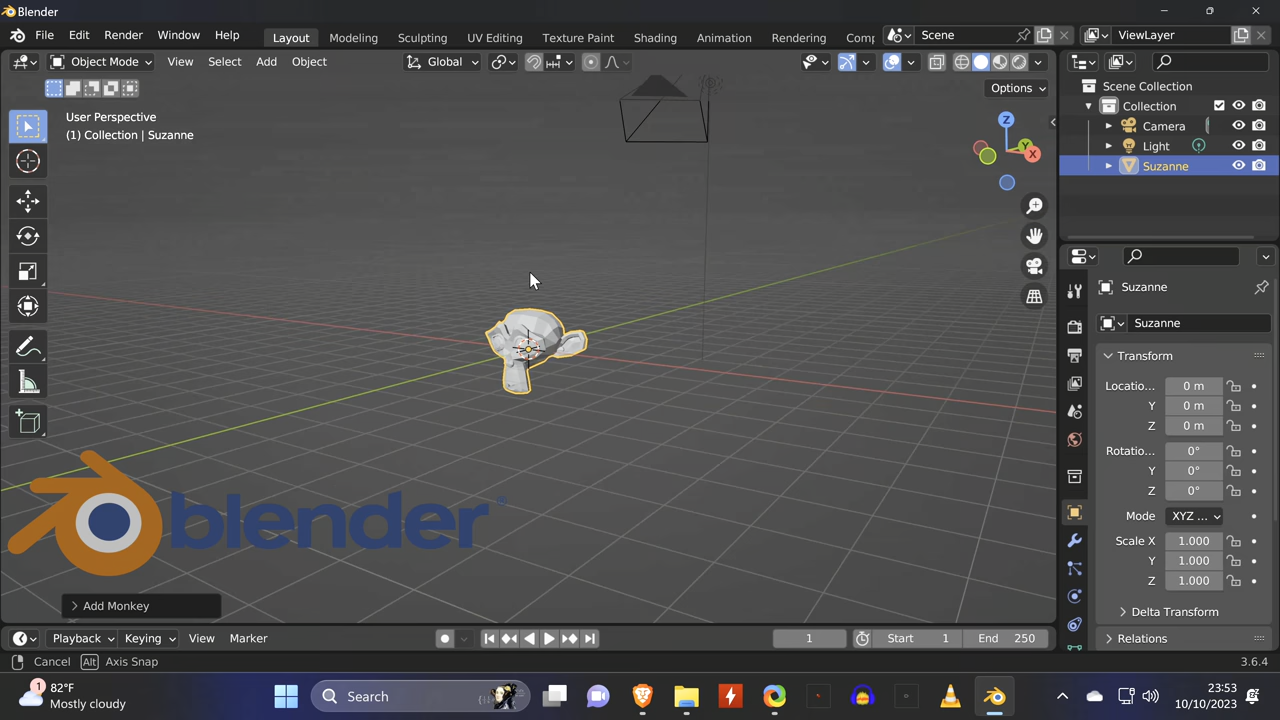 Blender
File Edit Render Window Help Layout Modeling Sculpting UV Editing Texture Paint Shading Animation Rendering Comp Scene ViewLayer
Object Mode View Select Add Object Global
Options
User Perspective
(1) Collection | Suzanne
Z
Y
X
Scene Collection
Collection
Camera
Light
Suzanne
Suzanne
Suzanne
Transform
Locatio... 0 m
Y 0 m
Z 0 m
Rotatio... 0°
Y 0°
Z 0°
Mode XYZ ...
Scale X 1.000
Y 1.000
Z 1.000
Delta Transform
Relations
blender®
Add Monkey
Playback Keying View Marker 1 Start 1 End 250
Cancel Alt Axis Snap 3.6.4
1 82°F
Mostly cloudy
Search
23:53
10/10/2023